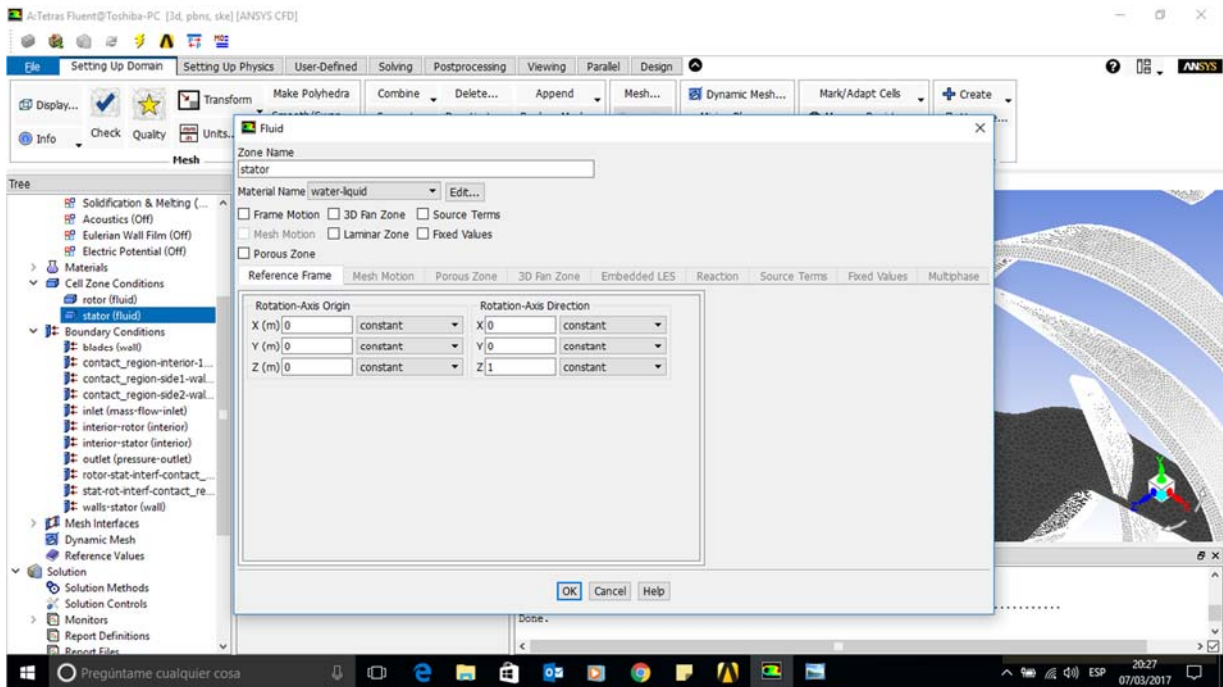 A:Tetras Fluent@Toshiba-PC [3d, pbns, ske] [ANSYS CFD]
File Setting Up Domain Setting Up Physics User-Defined Solving Postprocessing Viewing Parallel Design ANSYS
Display... Check Quality Transform Make Polyhedra Combine Delete... Append Mesh... Dynamic Mesh... Mark/Adapt Cells Create
Info Units...
Mesh
Fluid
Zone Name
stator
Material Name water-liquid Edit...
Frame Motion 3D Fan Zone Source Terms
Mesh Motion Laminar Zone Fixed Values
Porous Zone
Reference Frame Mesh Motion Porous Zone 3D Fan Zone Embedded LES Reaction Source Terms Fixed Values Multiphase
Rotation-Axis Origin Rotation-Axis Direction
X (m) 0 constant X 0 constant
Y (m) 0 constant Y 0 constant
Z (m) 0 constant Z 1 constant
OK Cancel Help
Tree
Solidification & Melting (...
Acoustics (Off)
Eulerian Wall Film (Off)
Electric Potential (Off)
Materials
Cell Zone Conditions
rotor (fluid)
stator (fluid)
Boundary Conditions
blades (wall)
contact_region-interior-1...
contact_region-side1-wal...
contact_region-side2-wal...
inlet (mass-flow-inlet)
interior-rotor (interior)
interior-stator (interior)
outlet (pressure-outlet)
rotor-stat-interf-contact_...
stat-rot-interf-contact_re...
walls-stator (wall)
Mesh Interfaces
Dynamic Mesh
Reference Values
Solution
Solution Methods
Solution Controls
Monitors
Report Definitions
Report Files
Done.
Pregúntame cualquier cosa
ESP
20:27
07/03/2017